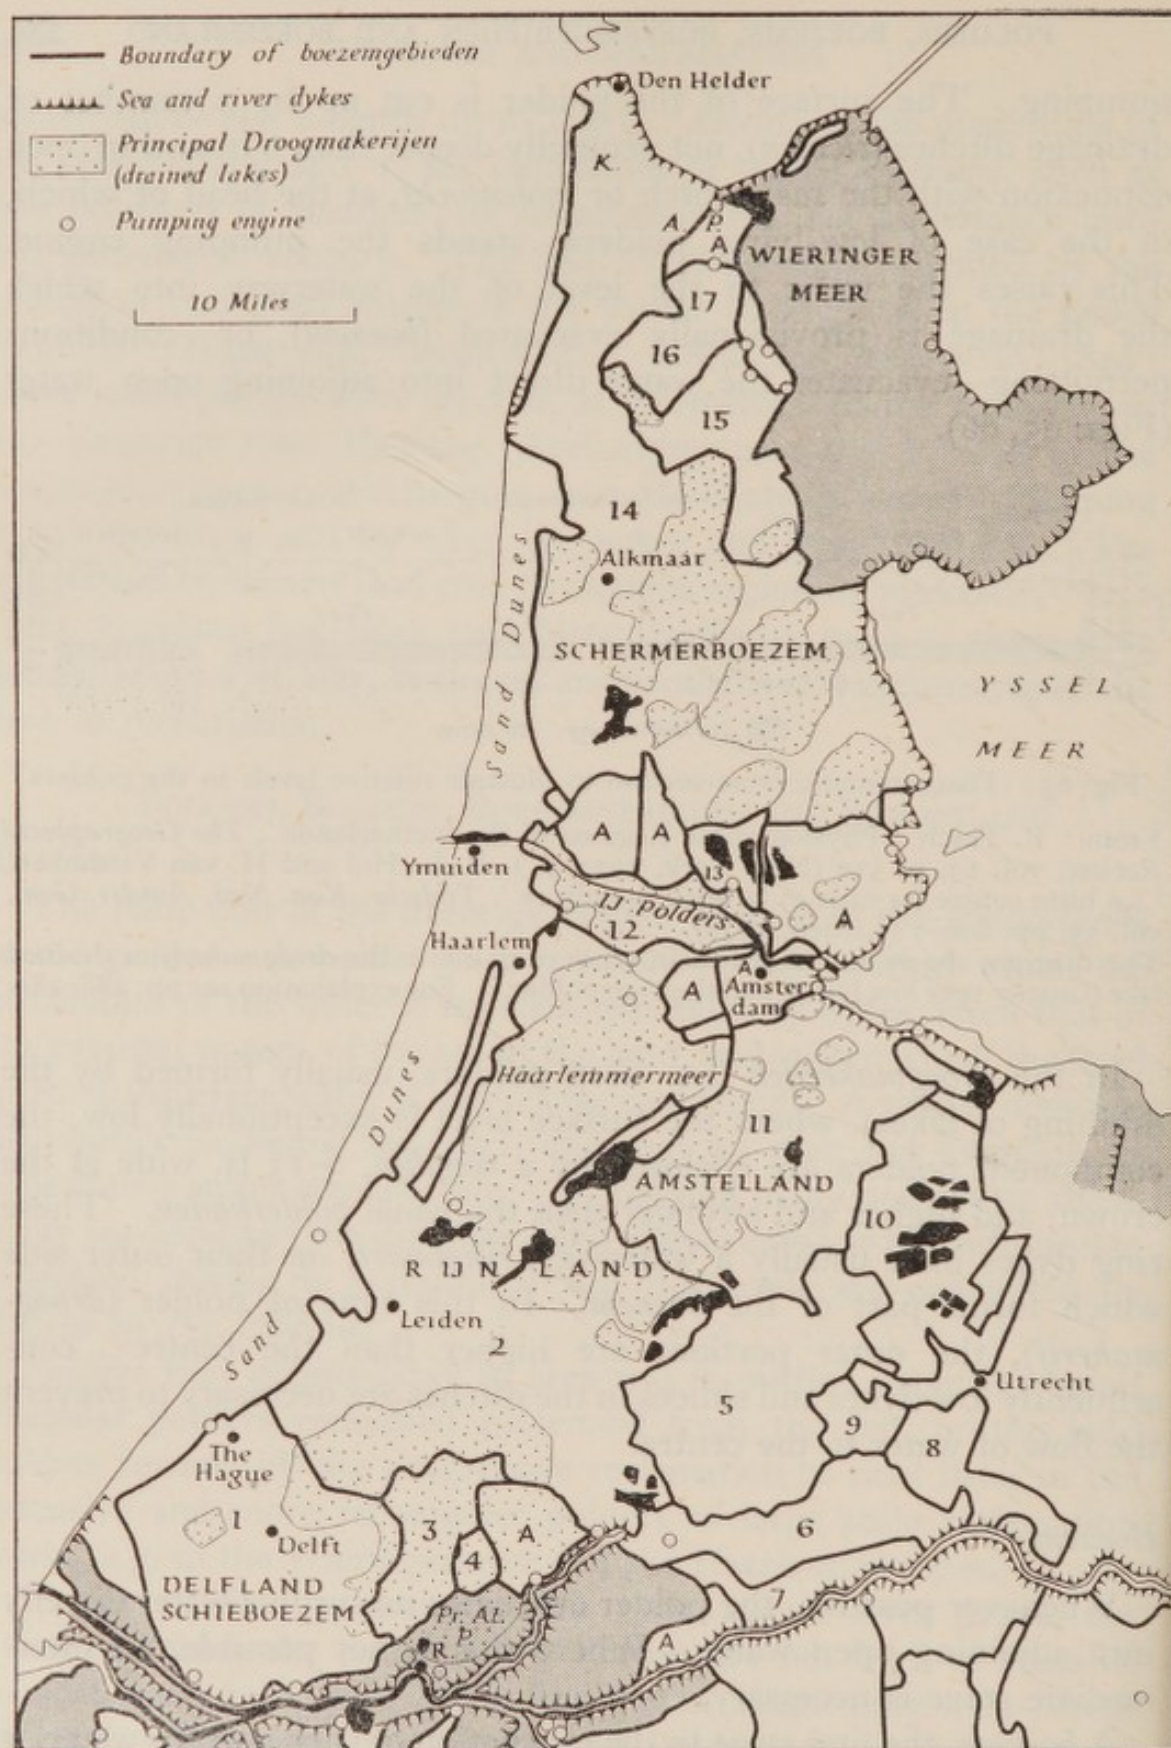 Boundary of boezemgebieden
Sea and river dykes
Principal Droogmakerijen
(drained lakes)
Pumping engine
10 Miles
Den Helder
K.
A
P.
A
WIERINGER
MEER
17
16
15
14
Alkmaar
Sand Dunes
SCHERMERBOEZEM
YSSEL
MEER
A
A
13
Ymuiden
IJ Polders
12
A
Haarlem
A
A
Amster
dam
Haarlemmermeer
11
AMSTELLAND
10
RIJNLAND
Sand Dunes
Leiden
2
Utrecht
5
9
8
The
Hague
1
Delft
3
4
A
6
7
DELFLAND
SCHIEBOEZEM
Pr. Al.
P.
R.
A